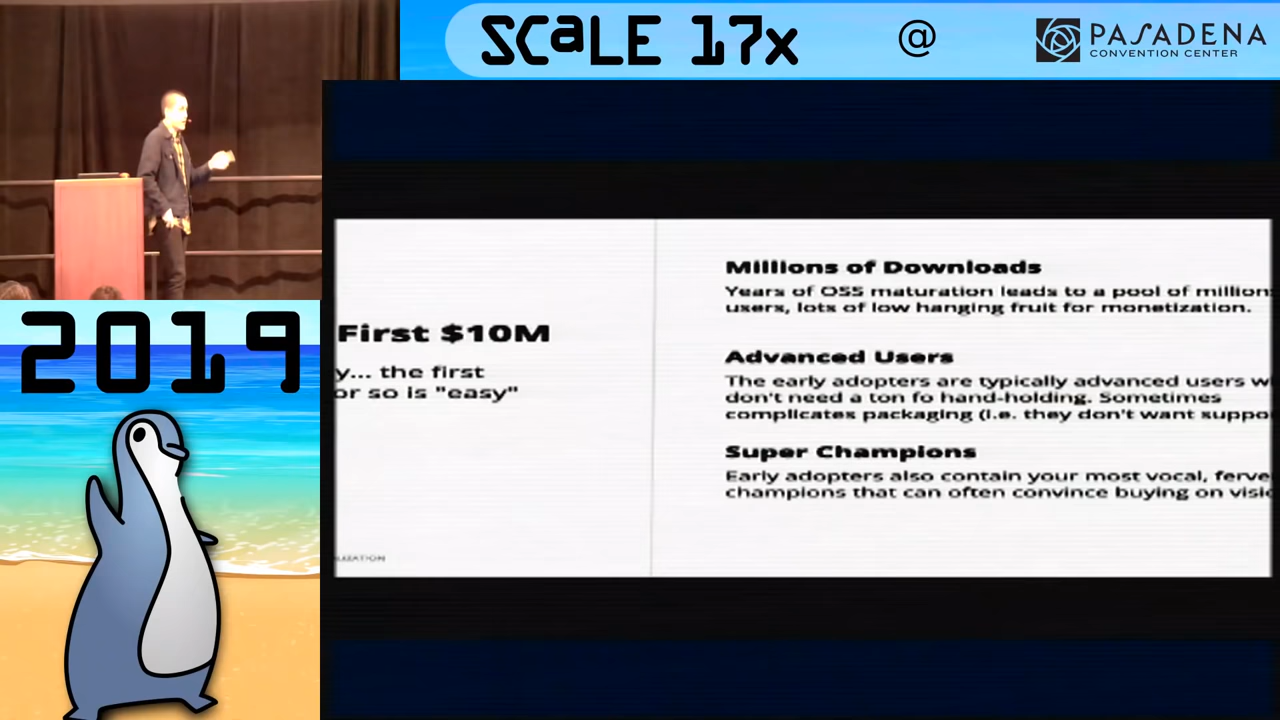 SCaLE 17x
@
PASADENA
CONVENTION CENTER
2019
First $10M
y... the first
or so is "easy"
LIZATION
Millions of Downloads
Years of OSS maturation leads to a pool of million
users, lots of low hanging fruit for monetization.
Advanced Users
The early adopters are typically advanced users w
don't need a ton fo hand-holding. Sometimes
complicates packaging (i.e. they don't want suppo
Super Champions
Early adopters also contain your most vocal, ferve
champions that can often convince buying on visi